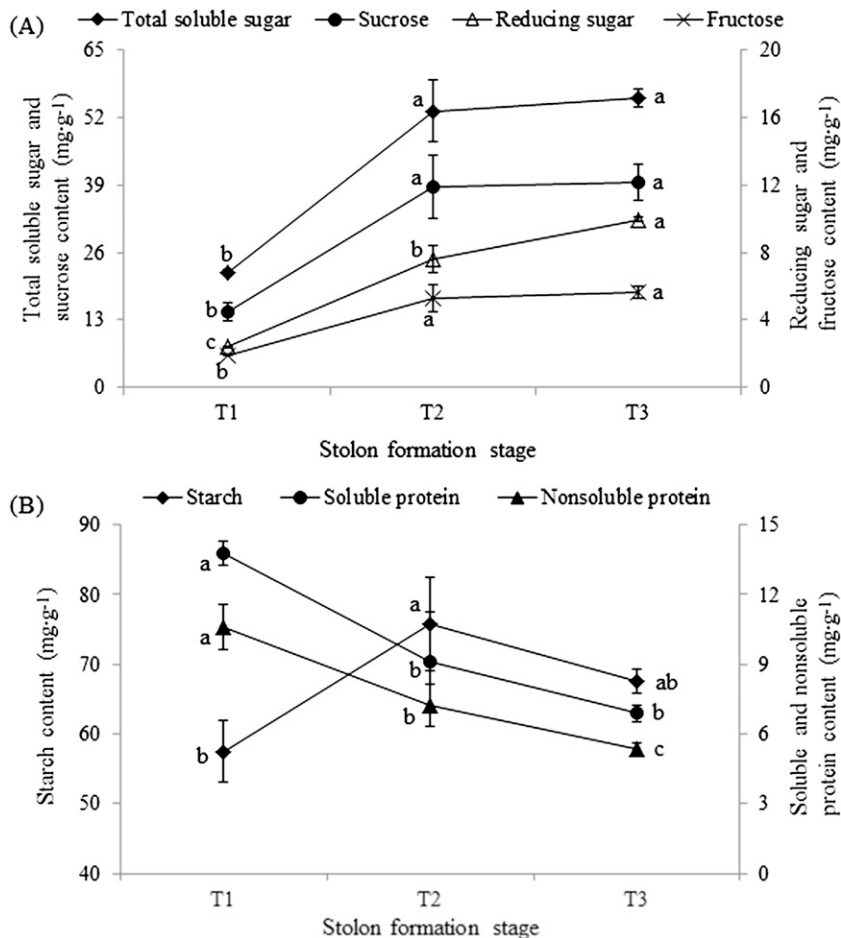 (A)
Total soluble sugar Sucrose Reducing sugar Fructose
65 20
52 16
39 12
26 8
13 4
0 0
Total soluble sugar and
sucrose content (mg·g⁻¹)
Reducing sugar and
fructose content (mg·g⁻¹)
a a
a a
b b a
b a
c a
b
T1 T2 T3
Stolon formation stage
(B)
Starch Soluble protein Nonsoluble protein
90 15
80 12
70 9
60 6
50 3
40 0
Starch content (mg·g⁻¹)
Soluble and nonsoluble
protein content (mg·g⁻¹)
a a
a b ab
b b
b c
T1 T2 T3
Stolon formation stage